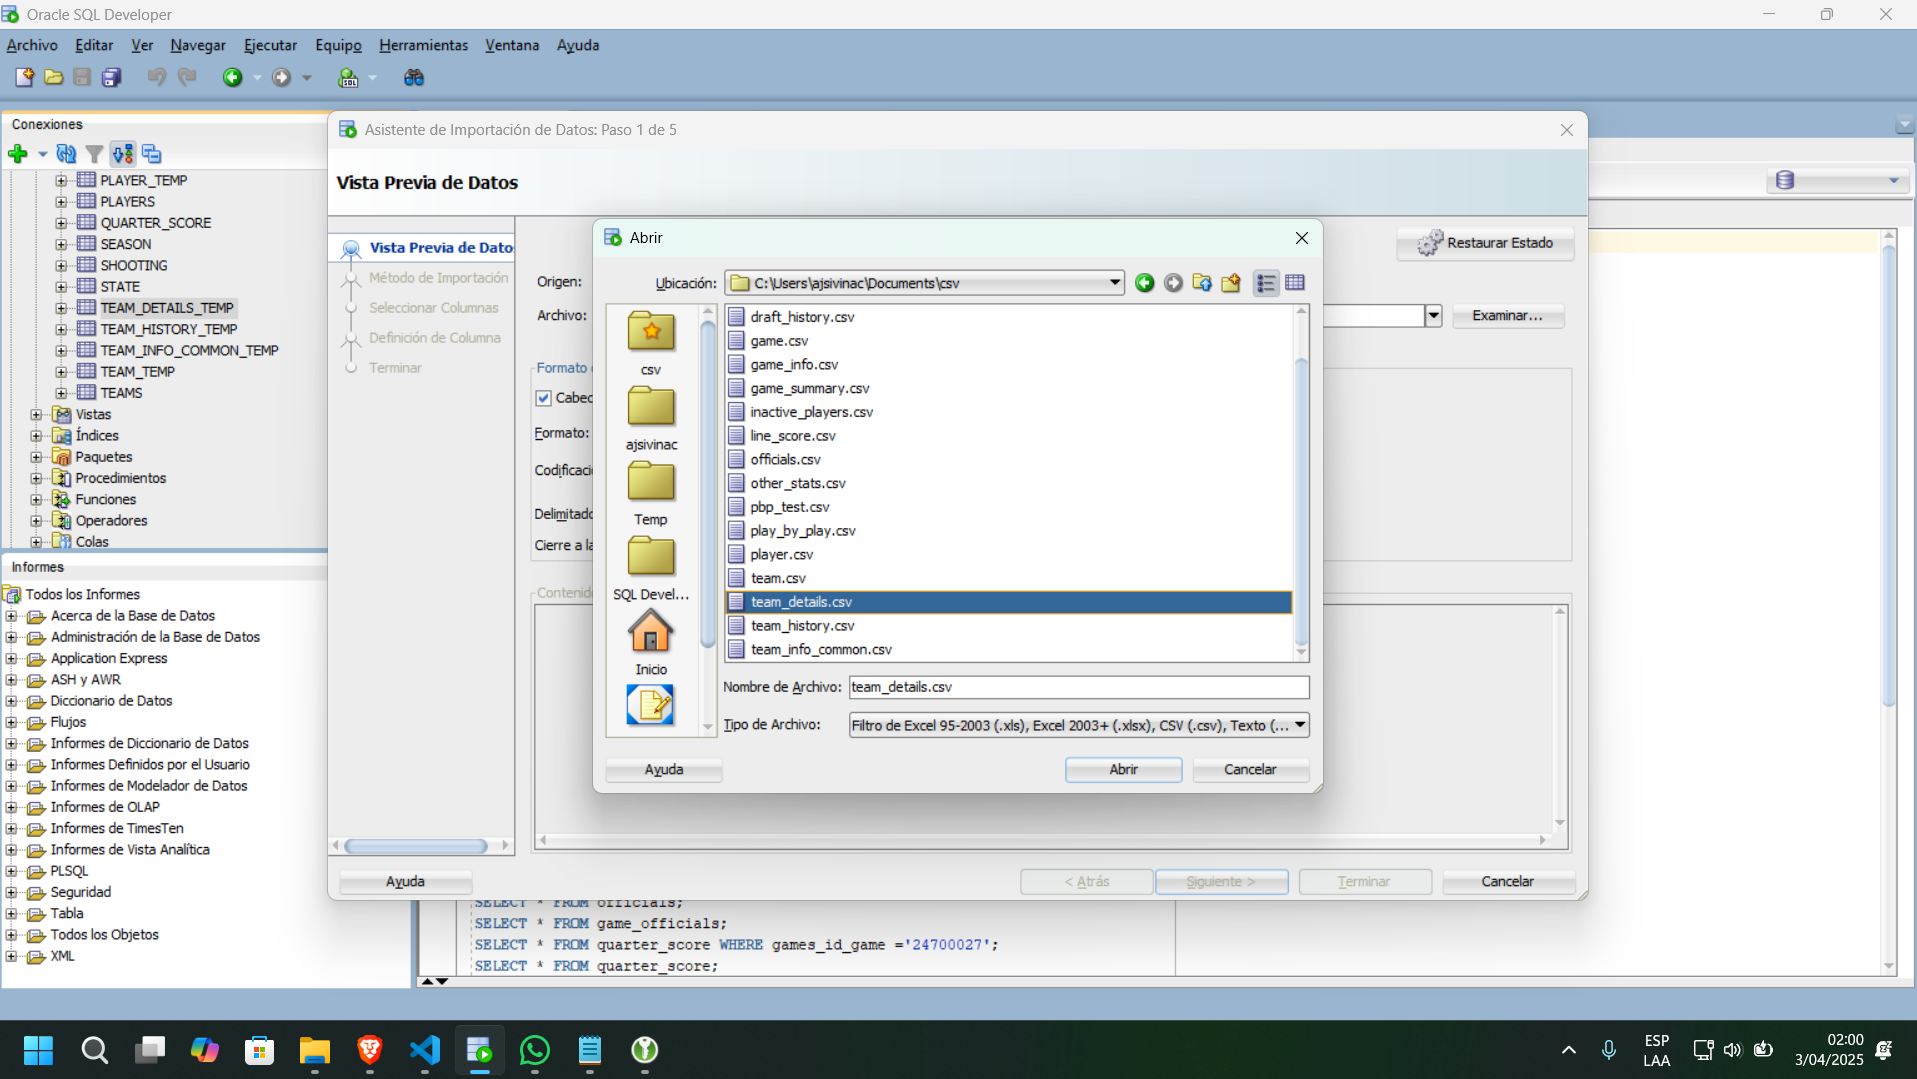 Oracle SQL Developer
Archivo Editar Ver Navegar Ejecutar Equipo Herramientas Ventana Ayuda
Conexiones
PLAYER_TEMP
PLAYERS
QUARTER_SCORE
SEASON
SHOOTING
STATE
TEAM_DETAILS_TEMP
TEAM_HISTORY_TEMP
TEAM_INFO_COMMON_TEMP
TEAM_TEMP
TEAMS
Vistas
Índices
Paquetes
Procedimientos
Funciones
Operadores
Colas
Informes
Todos los Informes
Acerca de la Base de Datos
Administración de la Base de Datos
Application Express
ASH y AWR
Diccionario de Datos
Flujos
Informes de Diccionario de Datos
Informes Definidos por el Usuario
Informes de Modelador de Datos
Informes de OLAP
Informes de TimesTen
Informes de Vista Analítica
PLSQL
Seguridad
Tabla
Todos los Objetos
XML
Asistente de Importación de Datos: Paso 1 de 5
Vista Previa de Datos
Vista Previa de Dato
Método de Importación
Seleccionar Columnas
Definición de Columna
Terminar
Restaurar Estado
Origen:
Archivo:
Examinar...
Formato
Cabec
Formato:
Codificaci
Delimitado
Cierre a la
Contenid
Abrir
Ubicación: C:\Users\ajsivinac\Documents\csv
csv
ajsivinac
Temp
SQL Devel...
Inicio
draft_history.csv
game.csv
game_info.csv
game_summary.csv
inactive_players.csv
line_score.csv
officials.csv
other_stats.csv
pbp_test.csv
play_by_play.csv
player.csv
team.csv
team_details.csv
team_history.csv
team_info_common.csv
Nombre de Archivo: team_details.csv
Tipo de Archivo: Filtro de Excel 95-2003 (.xls), Excel 2003+ (.xlsx), CSV (.csv), Texto (...
Ayuda Abrir Cancelar
Ayuda < Atrás Siguiente > Terminar Cancelar
SELECT * FROM officials;
SELECT * FROM game_officials;
SELECT * FROM quarter_score WHERE games_id_game ='24700027';
SELECT * FROM quarter_score;
SQL
ESP
LAA
02:00
3/04/2025